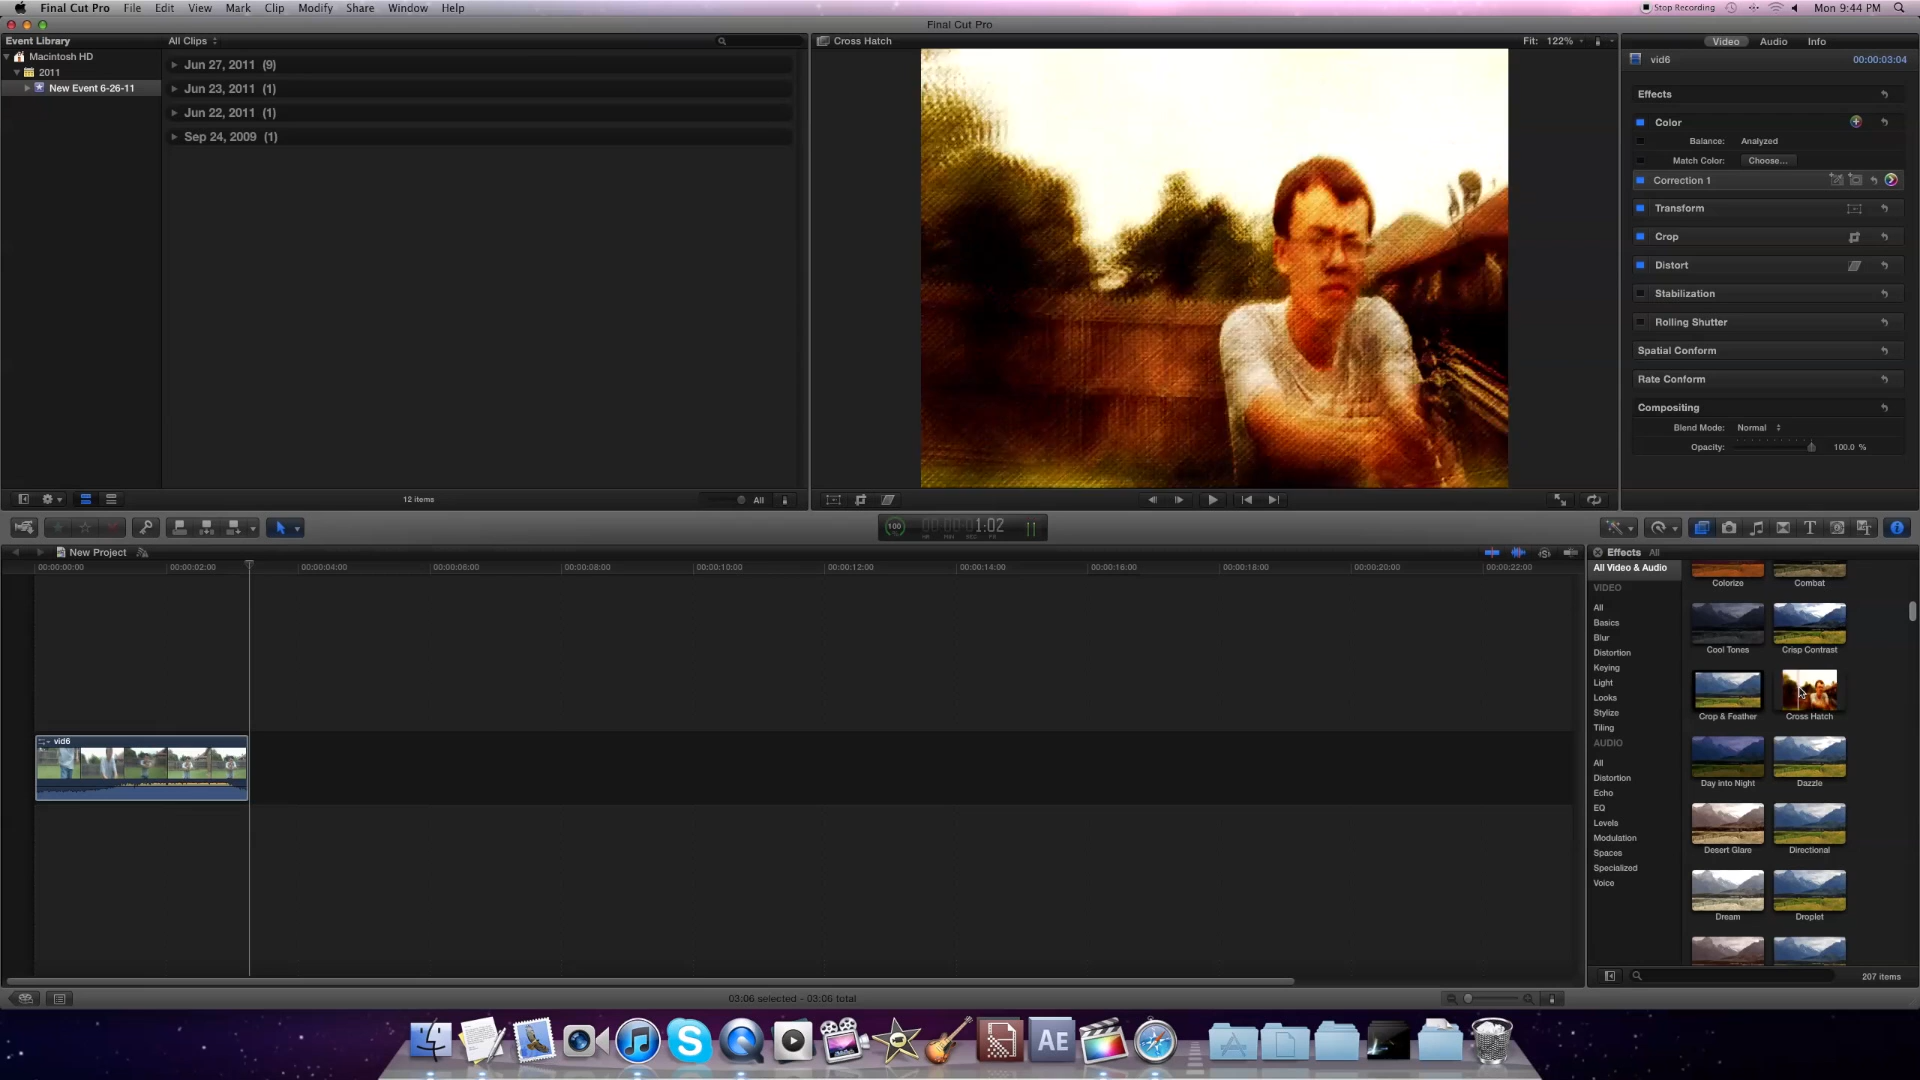 Final Cut Pro File Edit View Mark Clip Modify Share Window Help
Stop Recording Mon 9:44 PM
Final Cut Pro
Event Library
All Clips
Macintosh HD
2011
New Event 6-26-11
Jun 27, 2011 (9)
Jun 23, 2011 (1)
Jun 22, 2011 (1)
Sep 24, 2009 (1)
12 items
All
Cross Hatch
Fit: 122%
Video Audio Info
vid6 00:00:03:04
Effects
Color
Balance: Analyzed
Match Color: Choose...
Correction 1
Transform
Crop
Distort
Stabilization
Rolling Shutter
Spatial Conform
Rate Conform
Compositing
Blend Mode: Normal
Opacity: 100.0 %
100 1:02
HR MIN SEC FR
New Project
00:00:00:00 00:00:02:00 00:00:04:00 00:00:06:00 00:00:08:00 00:00:10:00 00:00:12:00 00:00:14:00 00:00:16:00 00:00:18:00 00:00:20:00 00:00:22:00
vid6
03:06 selected - 03:06 total
Effects All
All Video & Audio
VIDEO
All
Basics
Blur
Distortion
Keying
Light
Looks
Stylize
Tiling
AUDIO
All
Distortion
Echo
EQ
Levels
Modulation
Spaces
Specialized
Voice
Colorize Combat
Cool Tones Crisp Contrast
Crop & Feather Cross Hatch
Day into Night Dazzle
Desert Glare Directional
Dream Droplet
207 items
AE